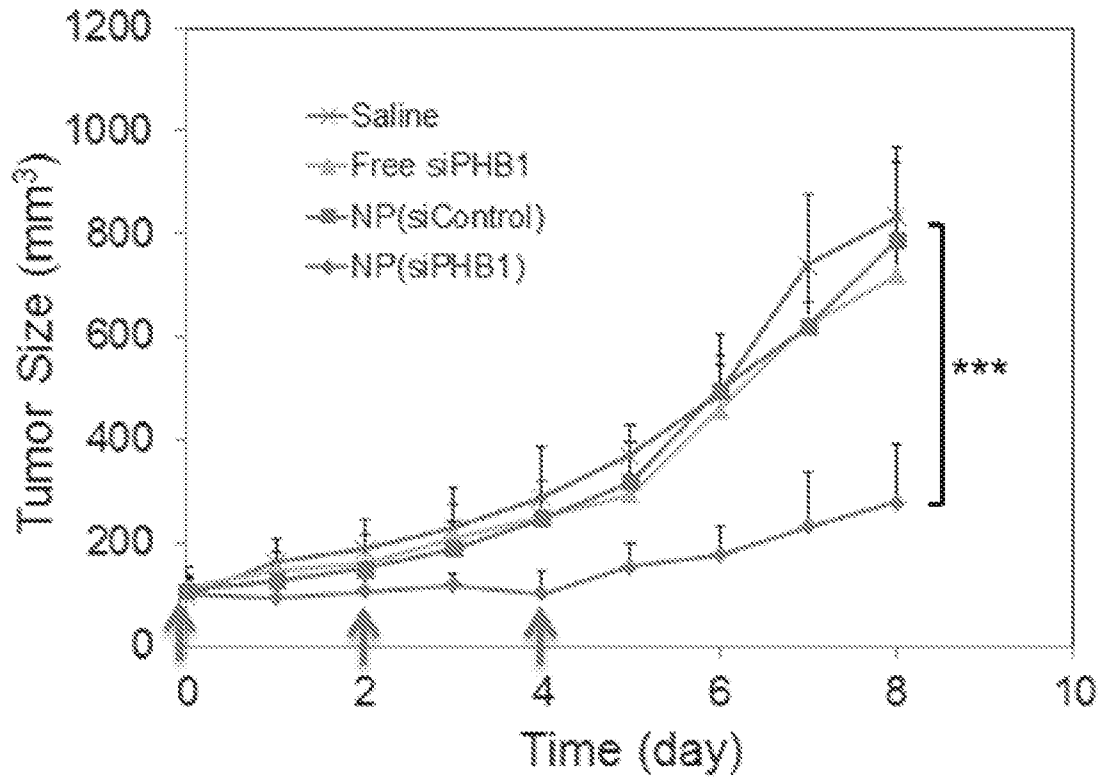 1200
1000
800
600
400
200
0
Tumor Size (mm³)
Saline
Free siPHB1
NP(siControl)
NP(siPHB1)
***
0 2 4 6 8 10
Time (day)